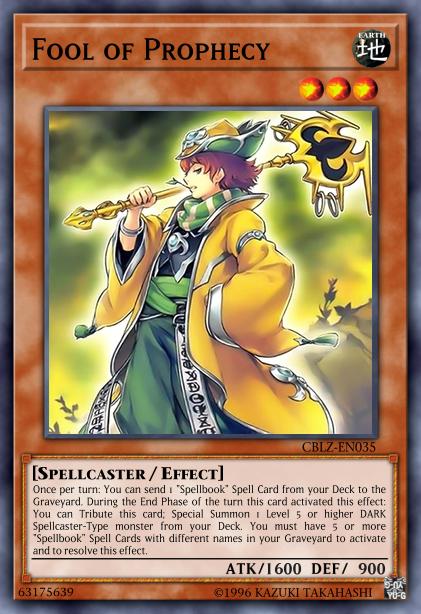 Fool of Prophecy
EARTH
地
CBLZ-EN035
[Spellcaster / Effect]
Once per turn: You can send 1 "Spellbook" Spell Card from your Deck to the
Graveyard. During the End Phase of the turn this card activated this effect:
You can Tribute this card; Special Summon 1 Level 5 or higher DARK
Spellcaster-Type monster from your Deck. You must have 5 or more
"Spellbook" Spell Cards with different names in your Graveyard to activate
and to resolve this effect.
ATK/1600 DEF/ 900
63175639
©1996 KAZUKI TAKAHASHI